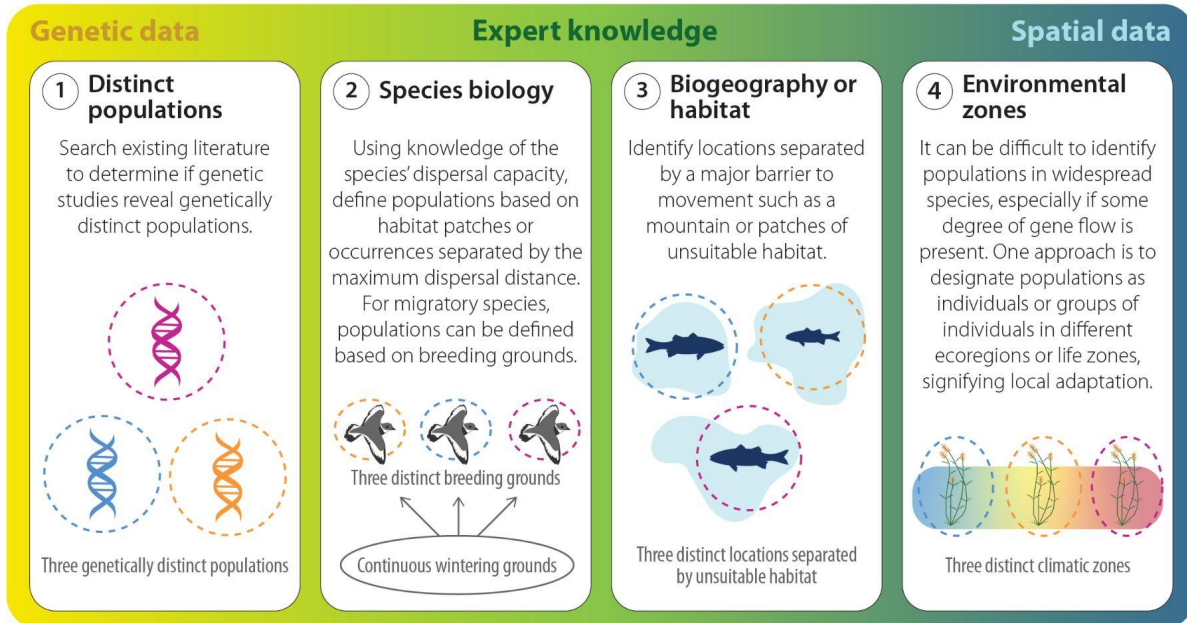 Genetic data
Expert knowledge
Spatial data
1 Distinct
populations
Search existing literature
to determine if genetic
studies reveal genetically
distinct populations.
Three genetically distinct populations
2 Species biology
Using knowledge of the
species' dispersal capacity,
define populations based on
habitat patches or
occurrences separated by the
maximum dispersal distance.
For migratory species,
populations can be defined
based on breeding grounds.
Three distinct breeding grounds
Continuous wintering grounds
3 Biogeography or
habitat
Identify locations separated
by a major barrier to
movement such as a
mountain or patches of
unsuitable habitat.
Three distinct locations separated
by unsuitable habitat
4 Environmental
zones
It can be difficult to identify
populations in widespread
species, especially if some
degree of gene flow is
present. One approach is to
designate populations as
individuals or groups of
individuals in different
ecoregions or life zones,
signifying local adaptation.
Three distinct climatic zones